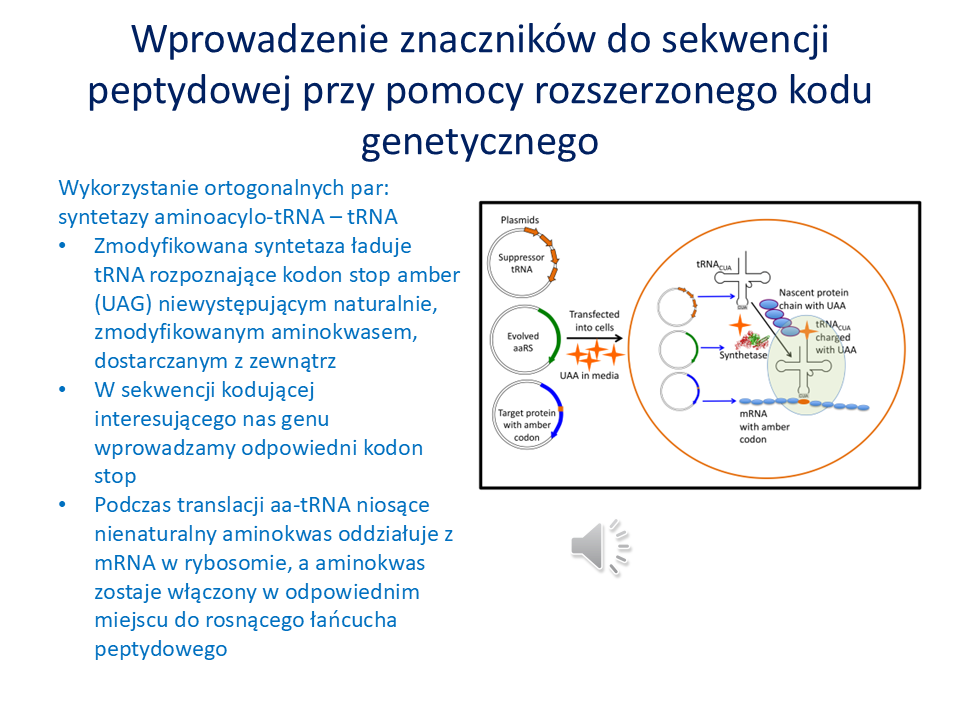 Wprowadzenie znaczników do sekwencji
peptydowej przy pomocy rozszerzonego kodu
genetycznego
Wykorzystanie ortogonalnych par:
syntetazy aminoacylo-tRNA – tRNA
• Zmodyfikowana syntetaza ładuje
tRNA rozpoznające kodon stop amber
(UAG) niewystępującym naturalnie,
zmodyfikowanym aminokwasem,
dostarczanym z zewnątrz
• W sekwencji kodującej
interesującego nas genu
wprowadzamy odpowiedni kodon
stop
• Podczas translacji aa-tRNA niosące
nienaturalny aminokwas oddziałuje z
mRNA w rybosomie, a aminokwas
zostaje włączony w odpowiednim
miejscu do rosnącego łańcucha
peptydowego
Plasmids
Suppressor
tRNA
Evolved
aaRS
Target protein
with amber
codon
Transfected
into cells
UAA in media
tRNACUA
CUA
Nascent protein
chain with UAA
Synthetase
tRNACUA
charged
with UAA
CUA
mRNA
with amber
codon